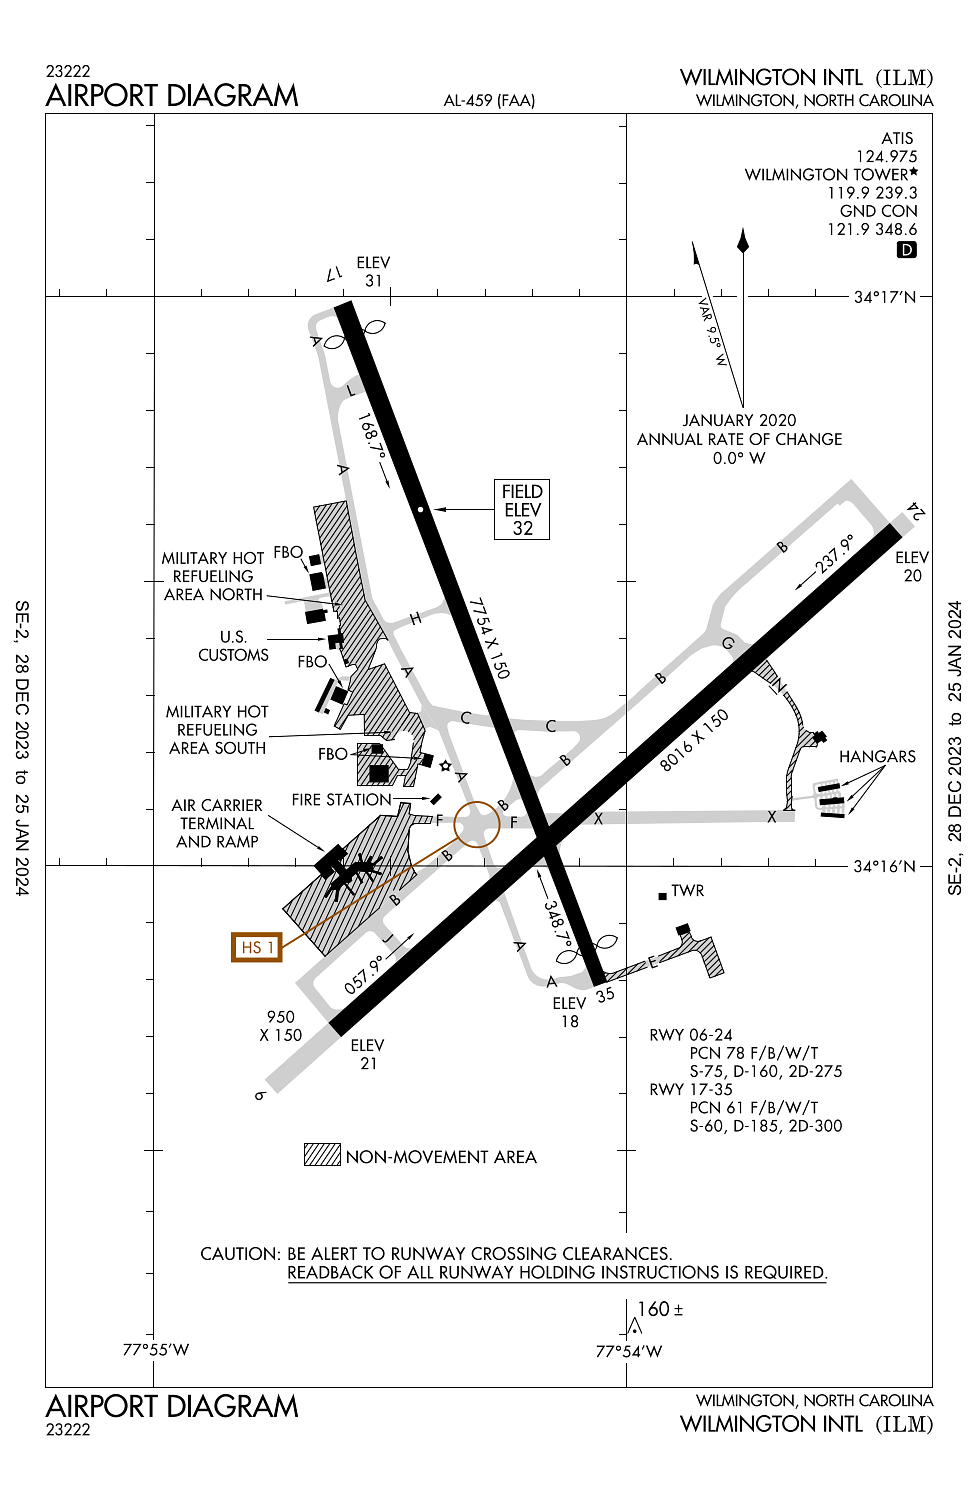 23222
AIRPORT DIAGRAM
AL-459 (FAA)
WILMINGTON INTL (ILM)
WILMINGTON, NORTH CAROLINA
ATIS
124.975
WILMINGTON TOWER★
119.9 239.3
GND CON
121.9 348.6
D
17
ELEV
31
34°17'N
A
VAR 9.5° W
L
168.7°
JANUARY 2020
ANNUAL RATE OF CHANGE
0.0° W
A
FIELD
ELEV
32
24
B
237.9°
ELEV
20
FBO
MILITARY HOT
REFUELING
AREA NORTH
H
7754 X 150
U.S.
CUSTOMS
G
FBO
A
B
N
MILITARY HOT
REFUELING
AREA SOUTH
C
C
8016 X 150
FBO
B
HANGARS
A
FIRE STATION
B
AIR CARRIER
TERMINAL
AND RAMP
F
F
X
X
B
34°16'N
TWR
B
348.7°
HS 1
J
A
057.9°
E
A
35
ELEV
18
950
X 150
ELEV
21
6
RWY 06-24
PCN 78 F/B/W/T
S-75, D-160, 2D-275
RWY 17-35
PCN 61 F/B/W/T
S-60, D-185, 2D-300
NON-MOVEMENT AREA
CAUTION: BE ALERT TO RUNWAY CROSSING CLEARANCES.
READBACK OF ALL RUNWAY HOLDING INSTRUCTIONS IS REQUIRED.
160 ±
77°55'W
77°54'W
AIRPORT DIAGRAM
23222
WILMINGTON, NORTH CAROLINA
WILMINGTON INTL (ILM)
SE-2, 28 DEC 2023 to 25 JAN 2024
SE-2, 28 DEC 2023 to 25 JAN 2024